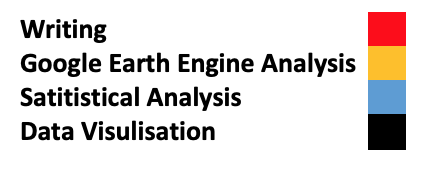 Writing
Google Earth Engine Analysis
Satitistical Analysis
Data Visulisation